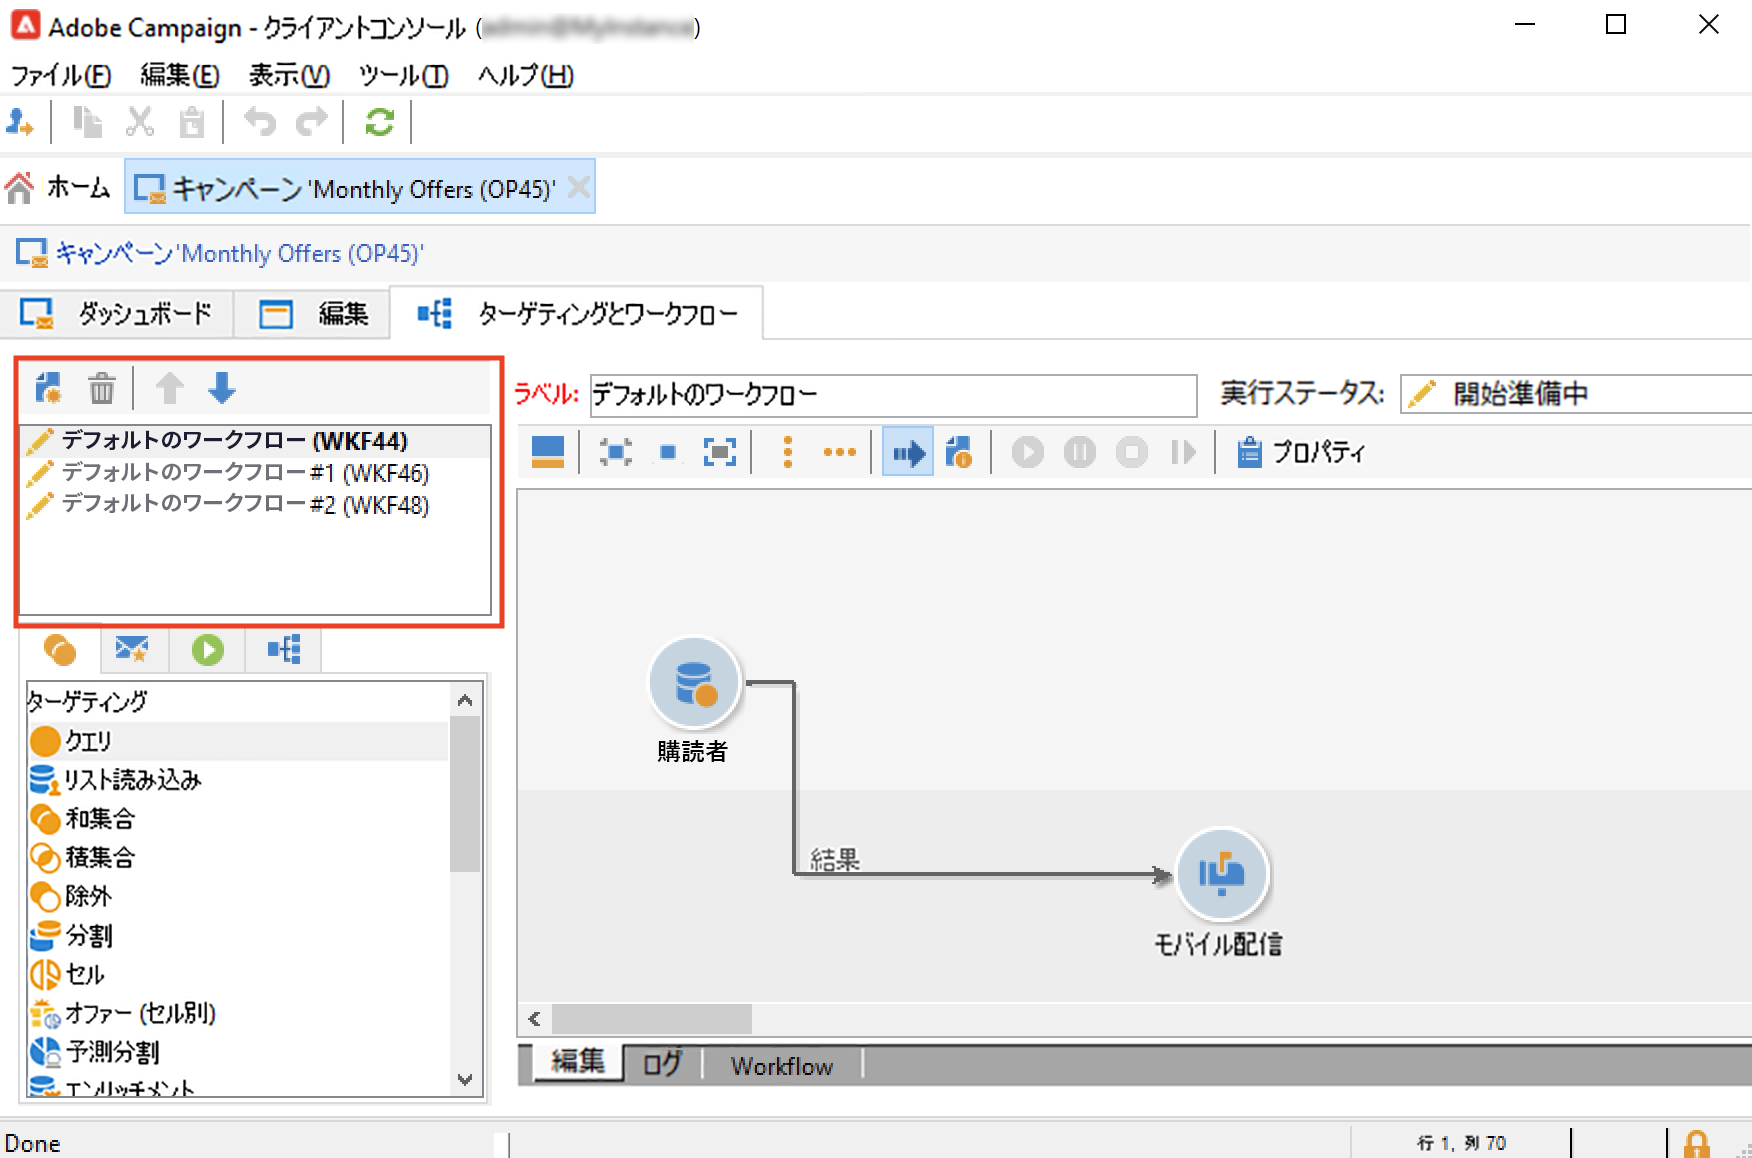 Adobe Campaign - クライアントコンソール ( )
ファイル(F) 編集(E) 表示(V) ツール(T) ヘルプ(H)
ホーム キャンペーン 'Monthly Offers (OP45)'
キャンペーン'Monthly Offers (OP45)'
ダッシュボード 編集 ターゲティングとワークフロー
ラベル: デフォルトのワークフロー 実行ステータス: 開始準備中
デフォルトのワークフロー (WKF44)
デフォルトのワークフロー #1 (WKF46)
デフォルトのワークフロー #2 (WKF48)
プロパティ
ターゲティング
クエリ
リスト読み込み
和集合
積集合
除外
分割
セル
オファー (セル別)
予測分割
エンリッチメント
購読者
結果
モバイル配信
編集 ログ Workflow
Done 行 1, 列 70